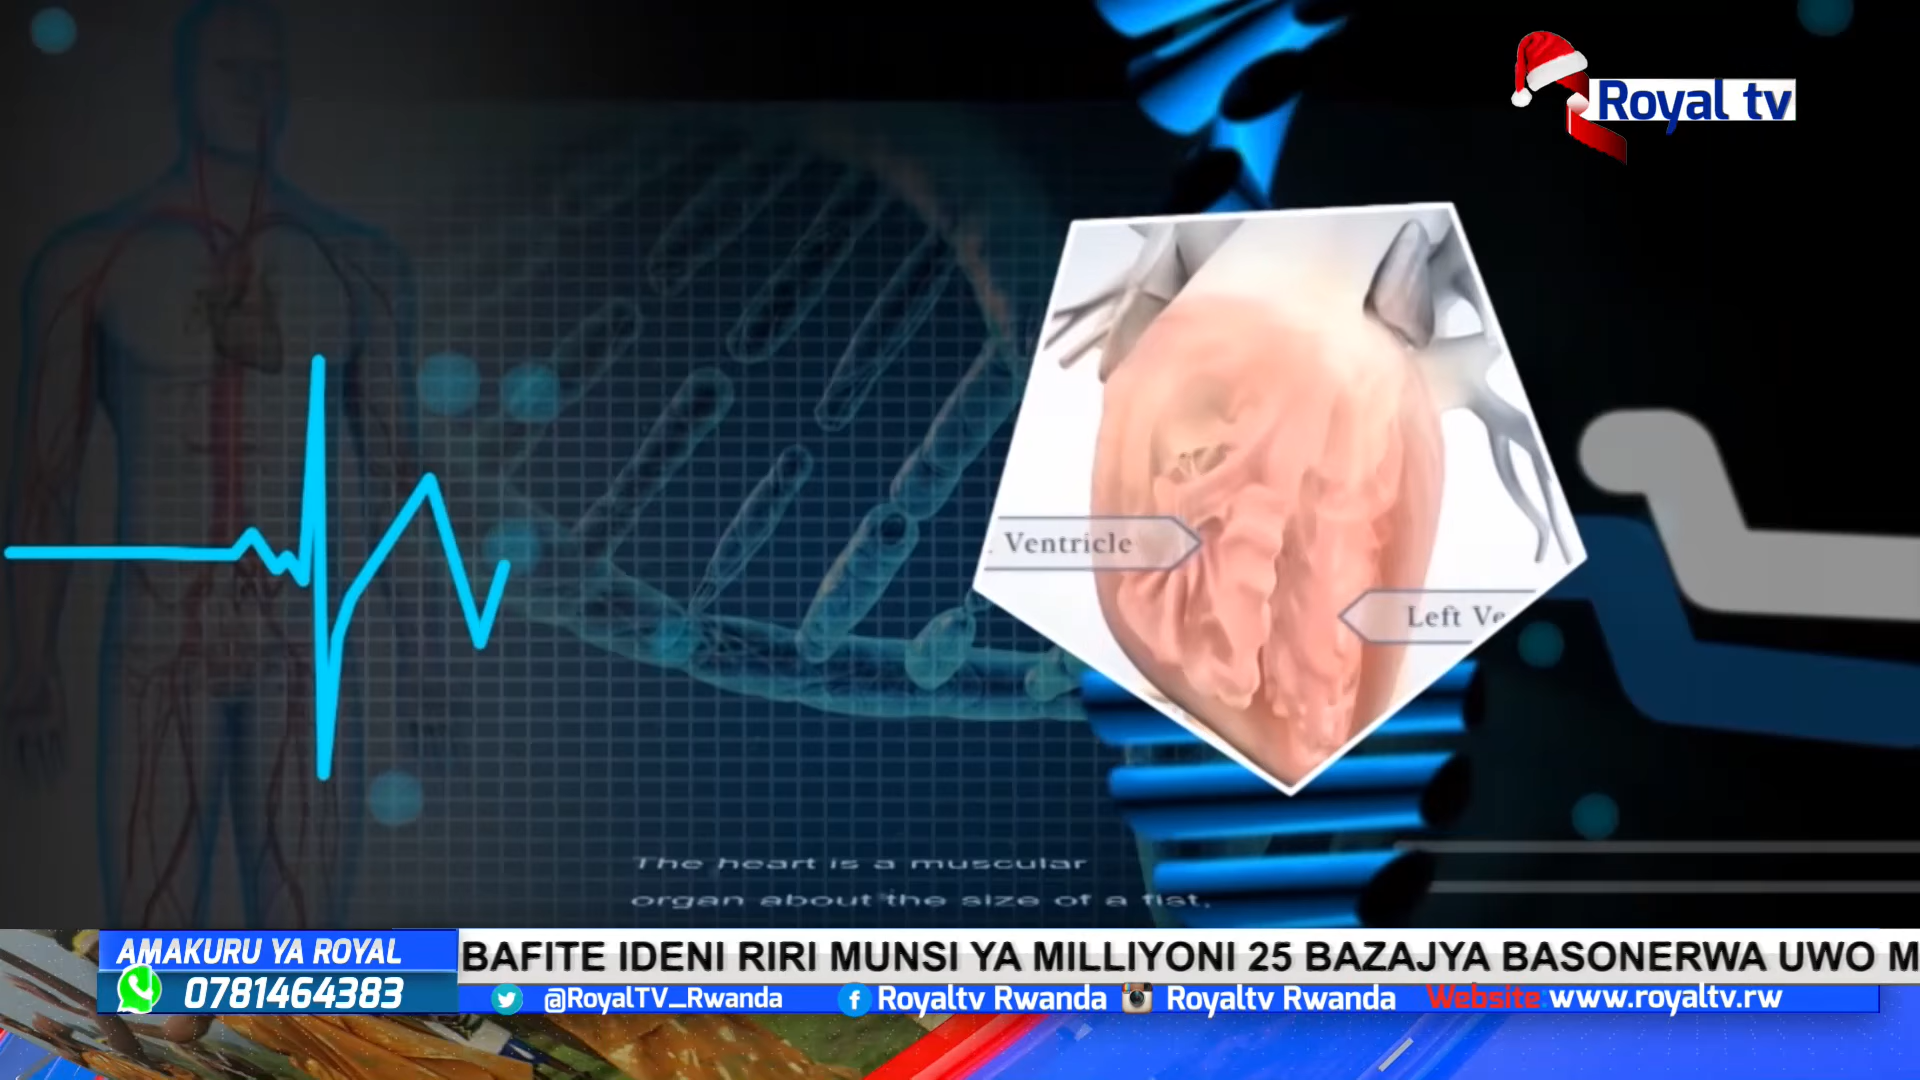 Royal tv
Ventricle
Left Ve
The heart is a muscular
organ about the size of a fist.
AMAKURU YA ROYAL
BAFITE IDENI RIRI MUNSI YA MILLIYONI 25 BAZAJYA BASONERWA UWO M
0781464383
@RoyalTV_Rwanda
Royaltv Rwanda
Royaltv Rwanda
Website:www.royaltv.rw